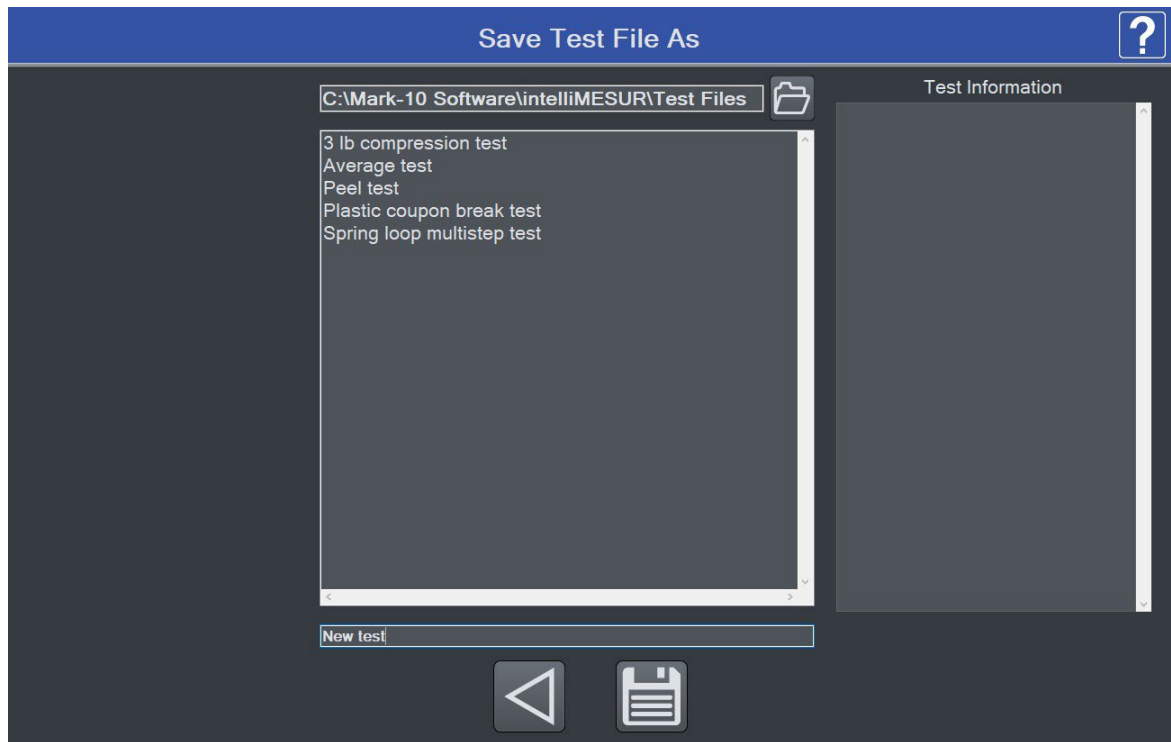 Save Test File As
?
C:\Mark-10 Software\intelliMESUR\Test Files
Test Information
3 lb compression test
Average test
Peel test
Plastic coupon break test
Spring loop multistep test
New test